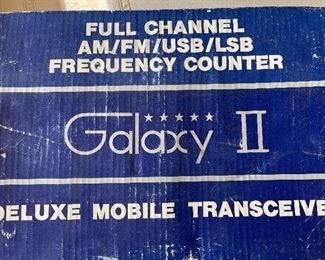 FULL CHANNEL
AM/FM/USB/LSB
FREQUENCY COUNTER
Galaxy II
DELUXE MOBILE TRANSCEIVE